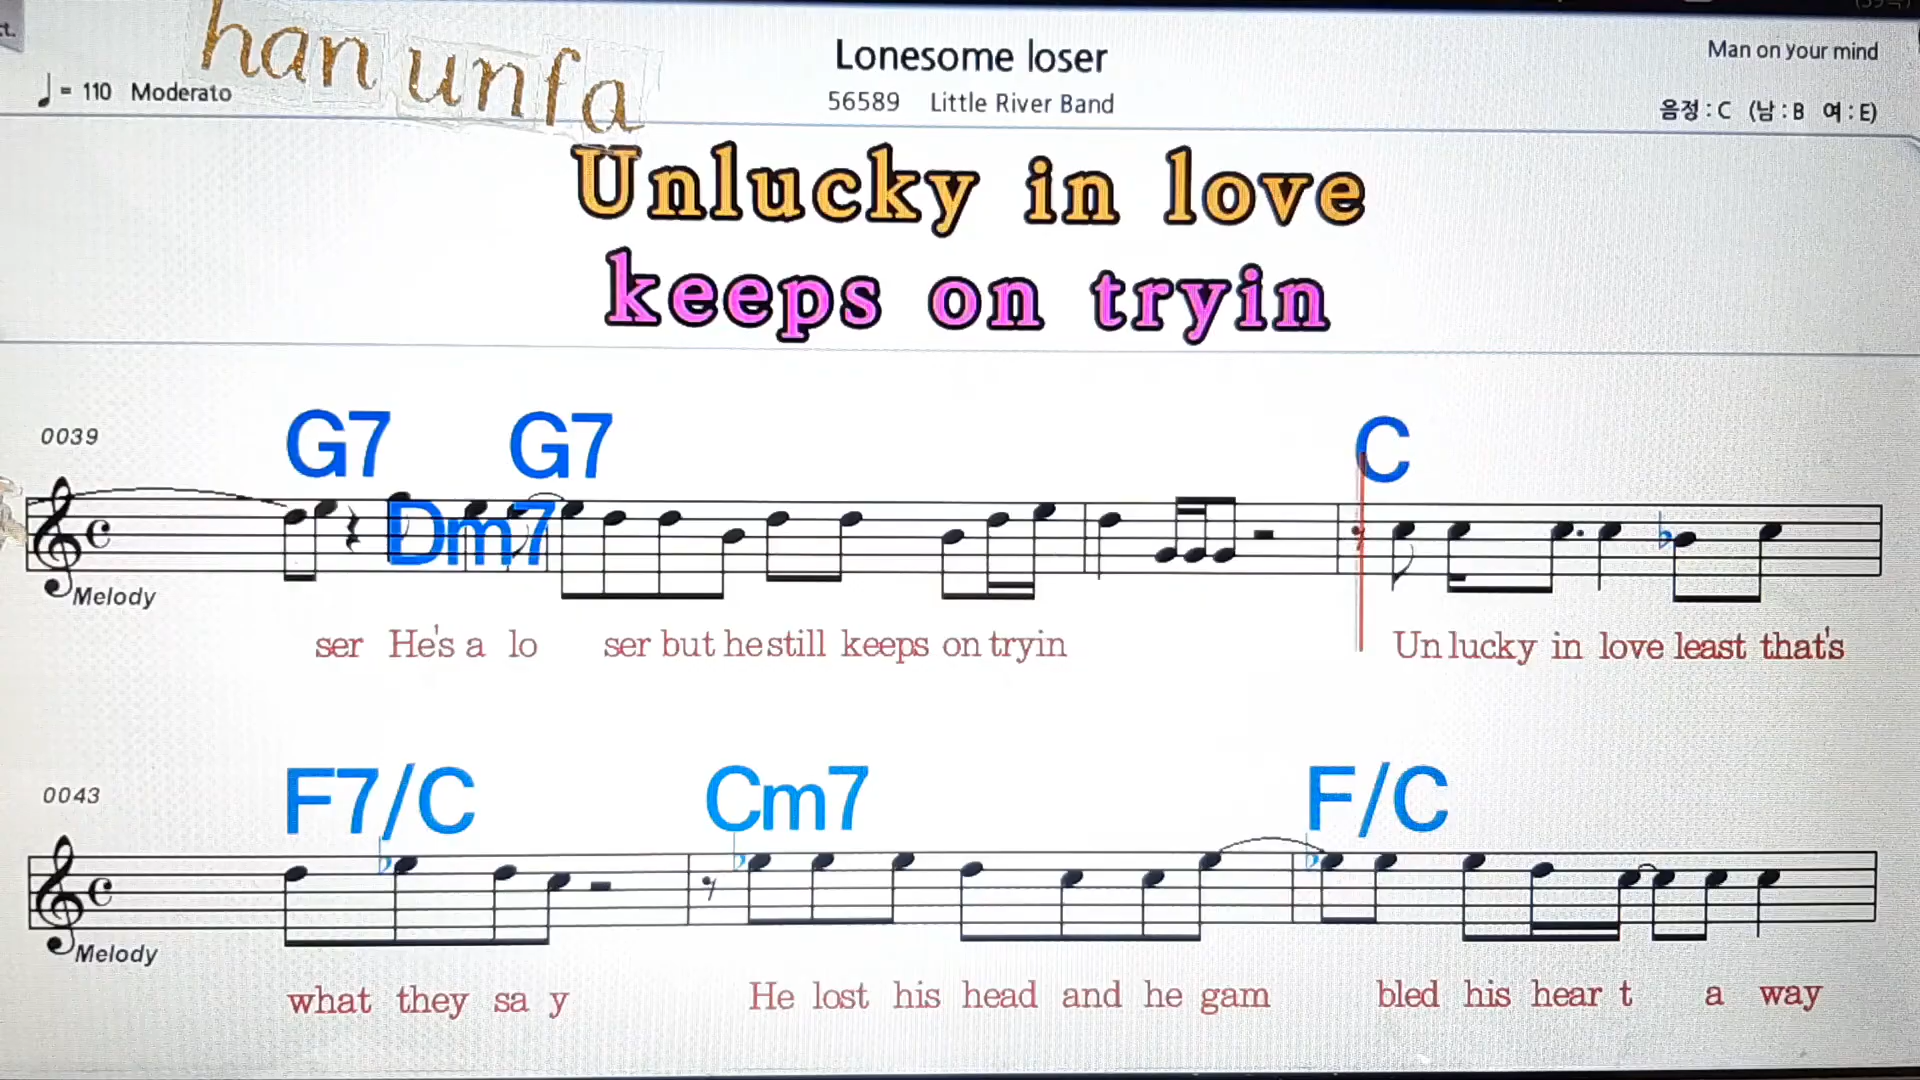 ct.
han unfa
Lonesome loser
Man on your mind
= 110 Moderato
56589 Little River Band
음정 : C (남 : B 여 : E)
Unlucky in love
keeps on tryin
G7 G7 C
0039
Dm7
Melody
ser He's a lo ser but he still keeps on tryin Un lucky in love least that's
F7/C Cm7 F/C
0043
Melody
what they sa y He lost his head and he gam bled his hear t a way